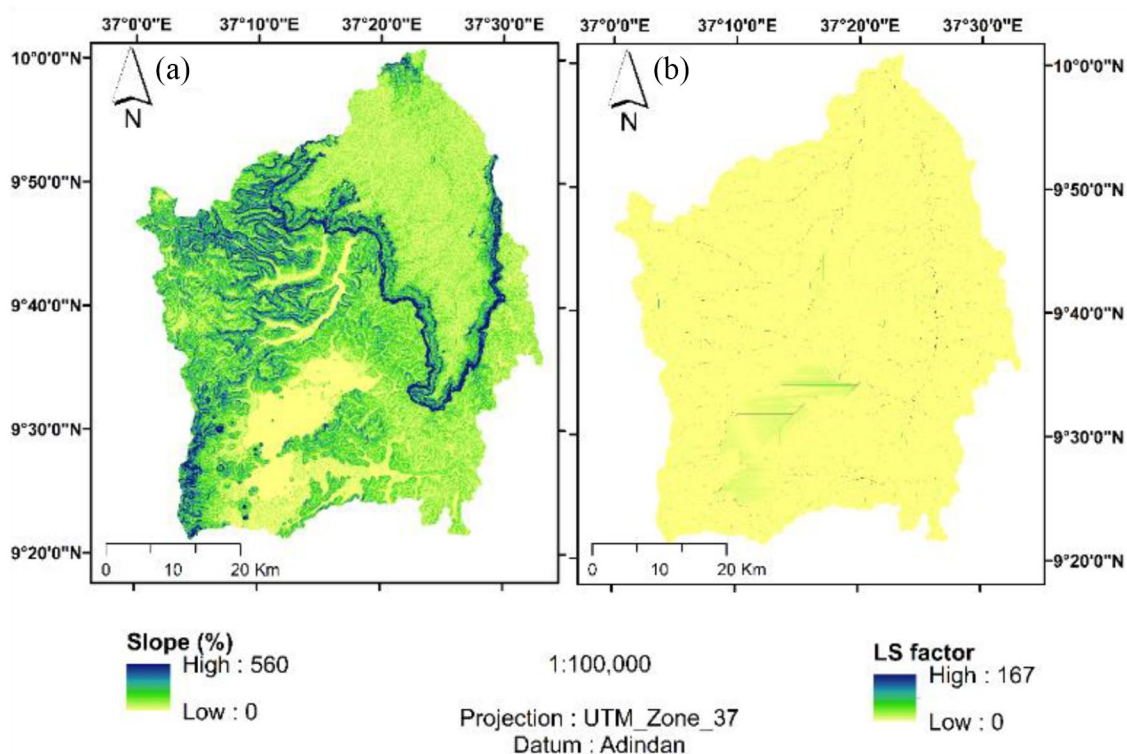 37°0'0"E 37°10'0"E 37°20'0"E 37°30'0"E 37°0'0"E 37°10'0"E 37°20'0"E 37°30'0"E
10°0'0"N (a) (b) 10°0'0"N
N N
9°50'0"N 9°50'0"N
9°40'0"N 9°40'0"N
9°30'0"N 9°30'0"N
9°20'0"N 9°20'0"N
0 10 20 Km 0 10 20 Km
Slope (%)
High : 560
Low : 0
1:100,000
Projection : UTM_Zone_37
Datum : Adindan
LS factor
High : 167
Low : 0